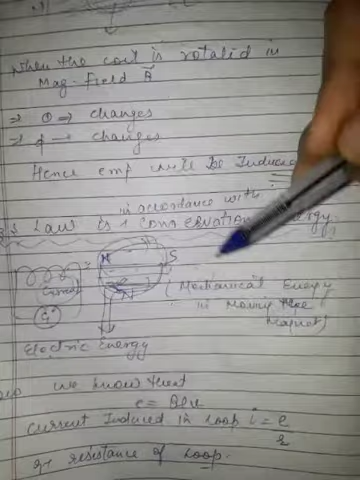 When the coil is rotated in
Mag. field B
⇒ θ ⇒ changes
⇒ ϕ → changes
Hence emf will be Induced
in accordance with
Law is
N S
(Mechanical Energy
in Moving the
Magnet)
G
N
Electric Energy
we know that
e = Blv
Current Induced in loop i = e/r
r → resistance of loop.